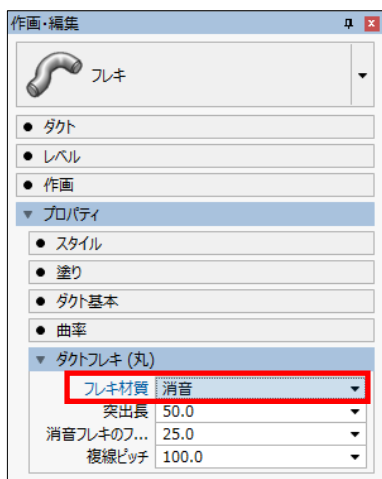 作画・編集
フレキ
ダクト
レベル
作画
プロパティ
スタイル
塗り
ダクト基本
曲率
ダクトフレキ (丸)
フレキ材質 消音
突出長 50.0
消音フレキのフ... 25.0
複線ピッチ 100.0